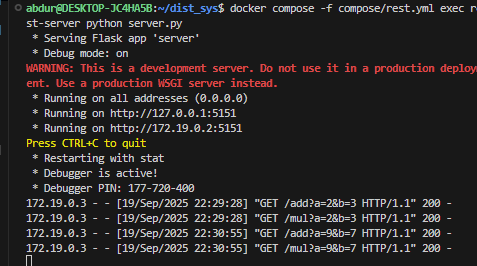 abdur@DESKTOP-JC4HA5B:~/dist_sys$ docker compose -f compose/rest.yml exec re
st-server python server.py
* Serving Flask app 'server'
* Debug mode: on
WARNING: This is a development server. Do not use it in a production deploym
ent. Use a production WSGI server instead.
* Running on all addresses (0.0.0.0)
* Running on http://127.0.0.1:5151
* Running on http://172.19.0.2:5151
Press CTRL+C to quit
* Restarting with stat
* Debugger is active!
* Debugger PIN: 177-720-400
172.19.0.3 - - [19/Sep/2025 22:29:28] "GET /add?a=2&b=3 HTTP/1.1" 200 -
172.19.0.3 - - [19/Sep/2025 22:29:28] "GET /mul?a=2&b=3 HTTP/1.1" 200 -
172.19.0.3 - - [19/Sep/2025 22:30:55] "GET /add?a=9&b=7 HTTP/1.1" 200 -
172.19.0.3 - - [19/Sep/2025 22:30:55] "GET /mul?a=9&b=7 HTTP/1.1" 200 -